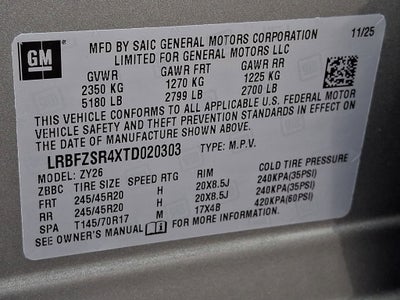 GM
MFD BY SAIC GENERAL MOTORS CORPORATION 11/25
LIMITED FOR GENERAL MOTORS LLC
GVWR GAWR FRT GAWR RR
2350 KG 1270 KG 1225 KG
5180 LB 2799 LB 2700 LB
THIS VEHICLE CONFORMS TO ALL APPLICABLE U.S. FEDERAL MOTOR
VEHICLE SAFETY AND THEFT PREVENTION STANDARDS IN EFFECT ON
THE DATE OF MANUFACTURE SHOWN ABOVE.
LRBFZSR4XTD020303 TYPE: M.P.V.
MODEL: ZY26
ZBBC TIRE SIZE SPEED RTG RIM COLD TIRE PRESSURE
FRT 245/45R20 H 20X8.5J 240KPA(35PSI)
RR 245/45R20 H 20X8.5J 240KPA(35PSI)
SPA T145/70R17 M 17X4B 420KPA(60PSI)
SEE OWNER'S MANUAL FOR MORE INFORMATION.